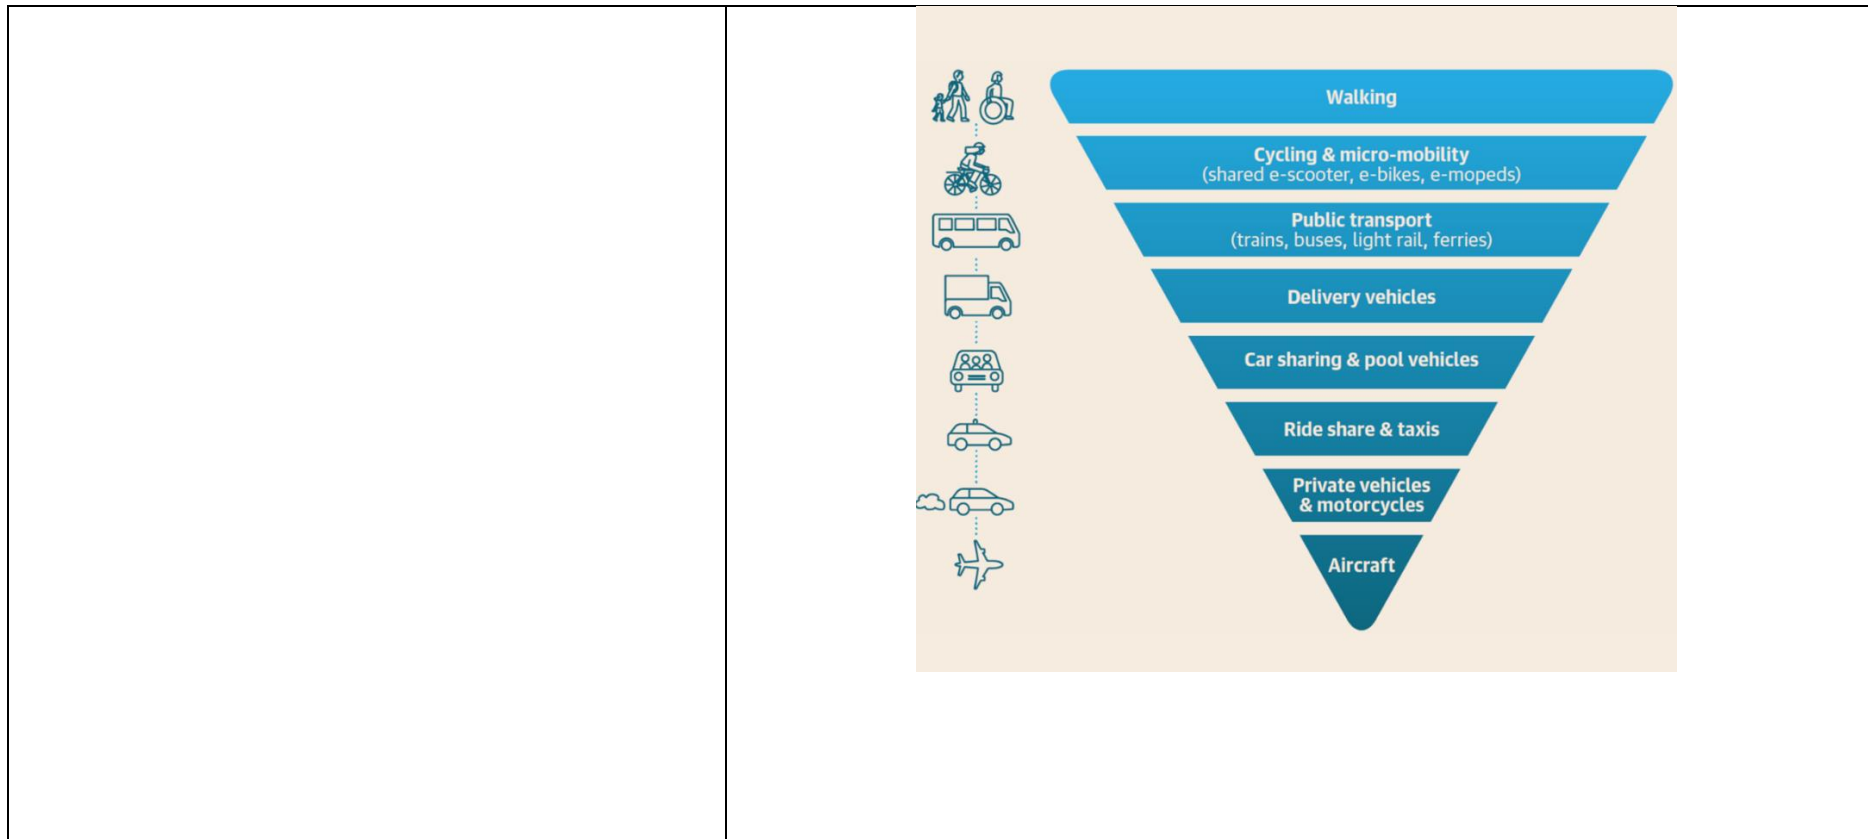 Walking
Cycling & micro-mobility
(shared e-scooter, e-bikes, e-mopeds)
Public transport
(trains, buses, light rail, ferries)
Delivery vehicles
Car sharing & pool vehicles
Ride share & taxis
Private vehicles
& motorcycles
Aircraft